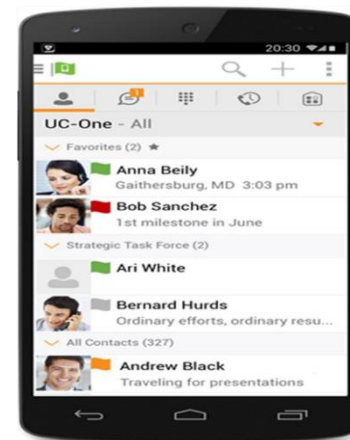 20:30
1
UC-One - All
Favorites (2)
Anna Beily
Gaithersburg, MD 3:03 pm
Bob Sanchez
1st milestone in June
Strategic Task Force (2)
Ari White
Bernard Hurds
Ordinary efforts, ordinary resu...
All Contacts (327)
Andrew Black
Traveling for presentations